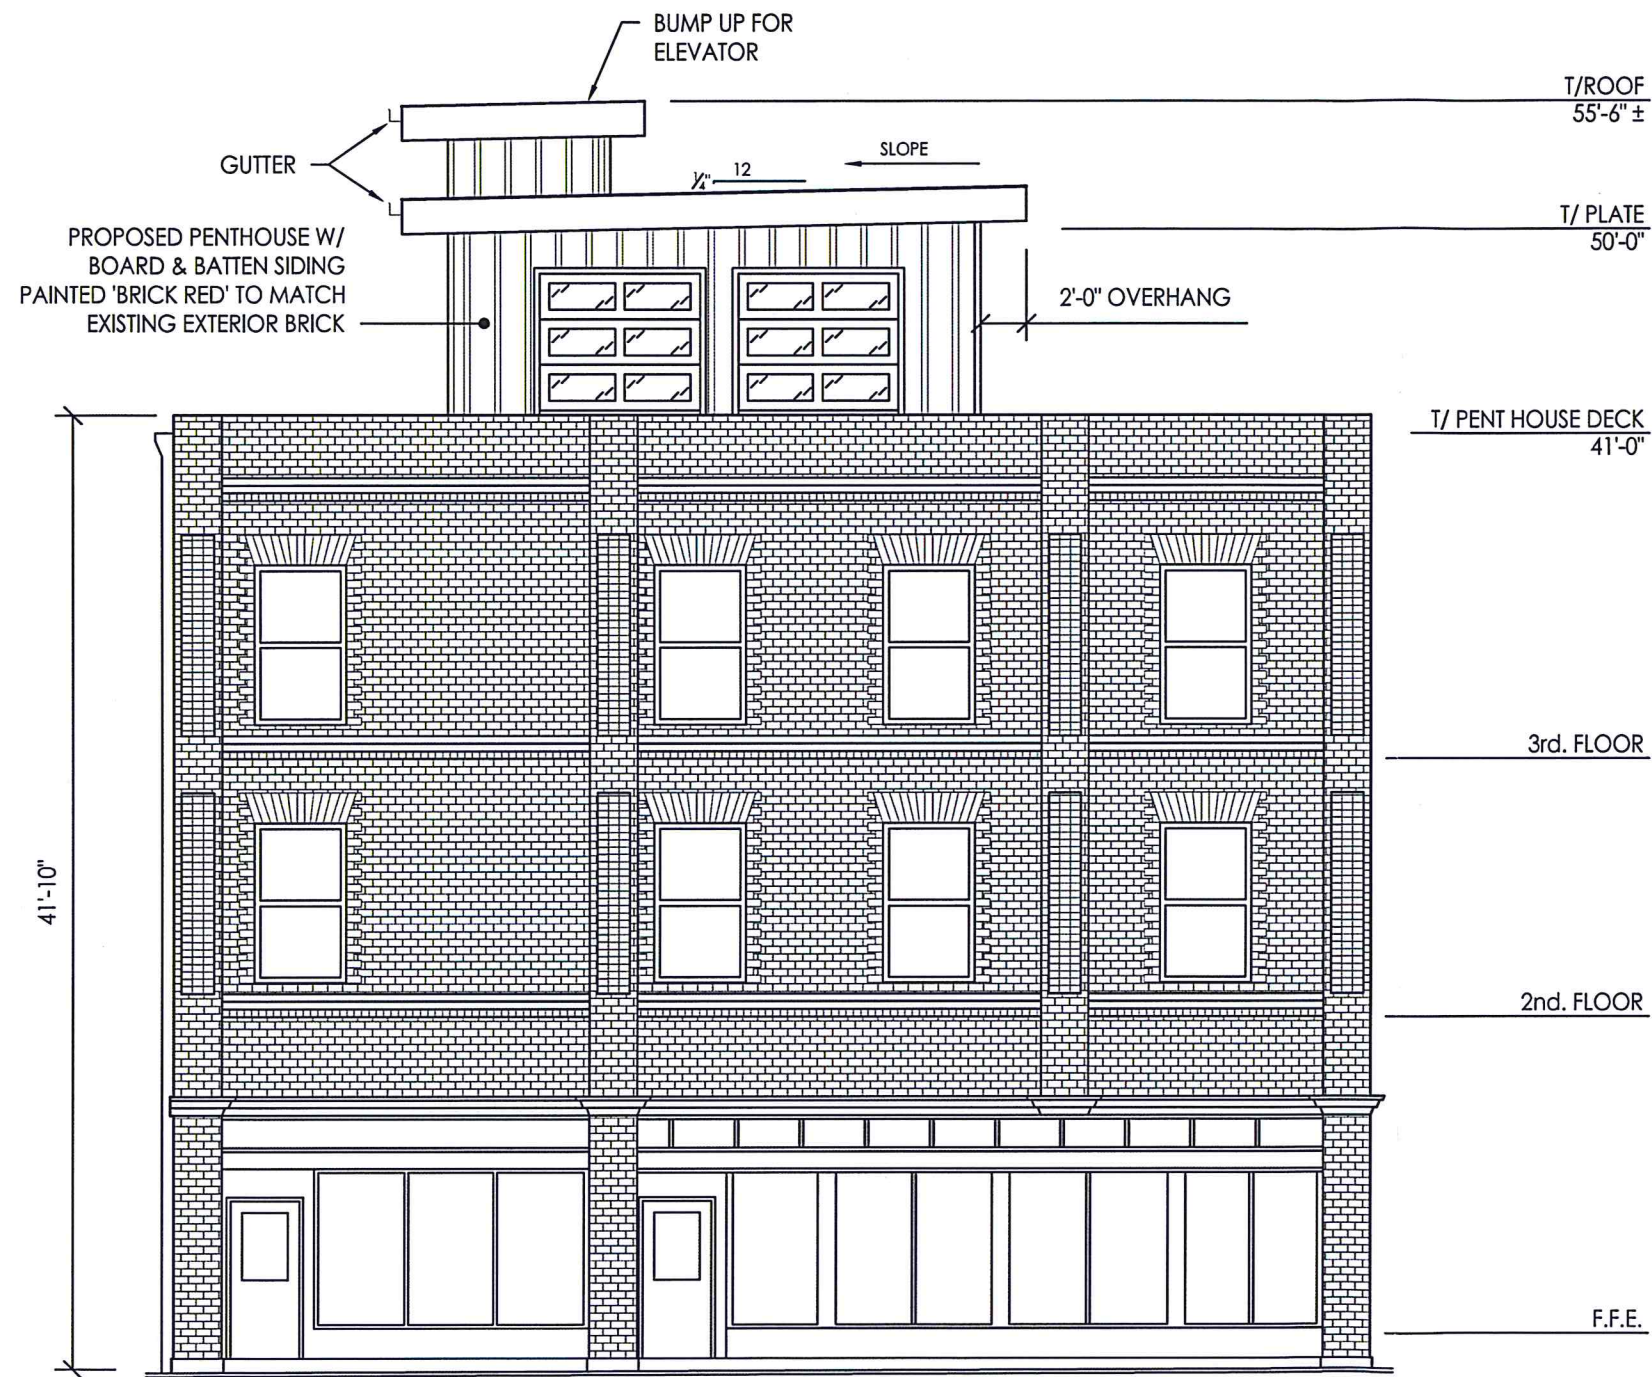 BUMP UP FOR
ELEVATOR
T/ROOF
55'-6" ±
GUTTER
SLOPE
12
¼"
PROPOSED PENTHOUSE W/
BOARD & BATTEN SIDING
PAINTED 'BRICK RED' TO MATCH
EXISTING EXTERIOR BRICK
T/ PLATE
50'-0"
2'-0" OVERHANG
T/ PENT HOUSE DECK
41'-0"
3rd. FLOOR
41'-10"
2nd. FLOOR
F.F.E.